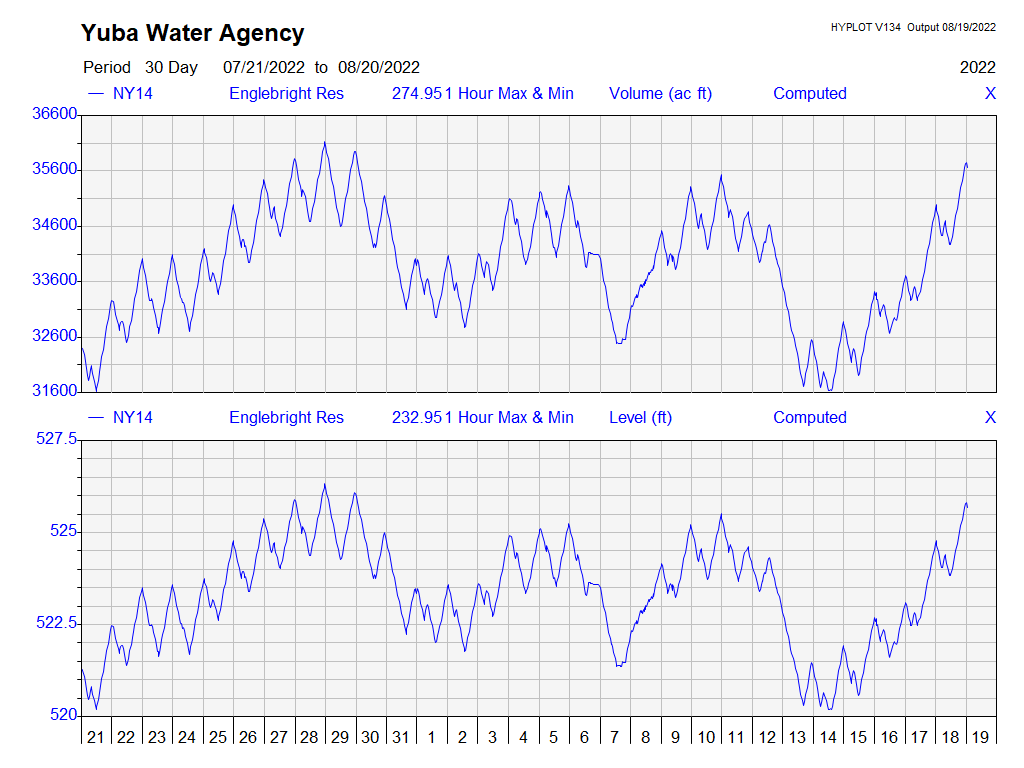 Yuba Water Agency
HYPLOT V134 Output 08/19/2022
Period 30 Day 07/21/2022 to 08/20/2022 2022
NY14 Englebright Res 274.951 Hour Max & Min Volume (ac ft) Computed X
36600
35600
34600
33600
32600
31600
NY14 Englebright Res 232.951 Hour Max & Min Level (ft) Computed X
527.5
525
522.5
520
21 22 23 24 25 26 27 28 29 30 31 1 2 3 4 5 6 7 8 9 10 11 12 13 14 15 16 17 18 19